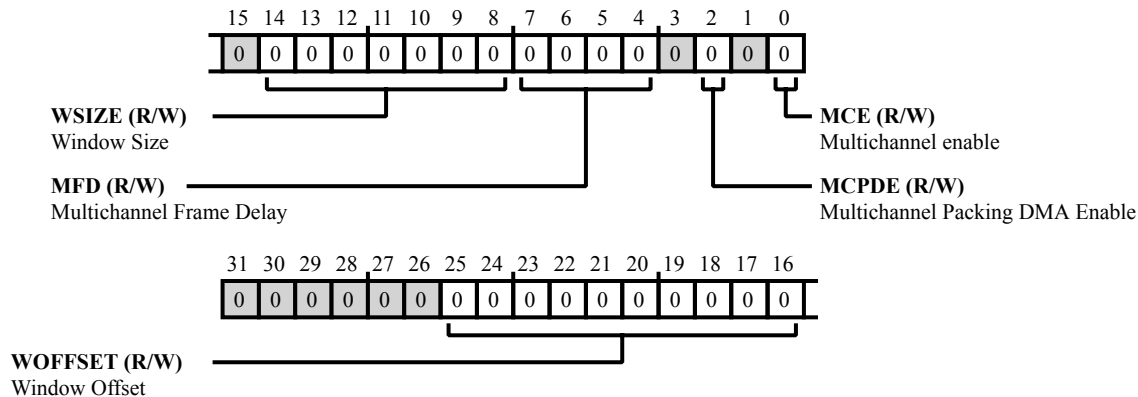 15 14 13 12 11 10 9 8 7 6 5 4 3 2 1 0
0 0 0 0 0 0 0 0 0 0 0 0 0 0 0 0
WSIZE (R/W)
Window Size
MCE (R/W)
Multichannel enable
MFD (R/W)
Multichannel Frame Delay
MCPDE (R/W)
Multichannel Packing DMA Enable
31 30 29 28 27 26 25 24 23 22 21 20 19 18 17 16
0 0 0 0 0 0 0 0 0 0 0 0 0 0 0 0
WOFFSET (R/W)
Window Offset